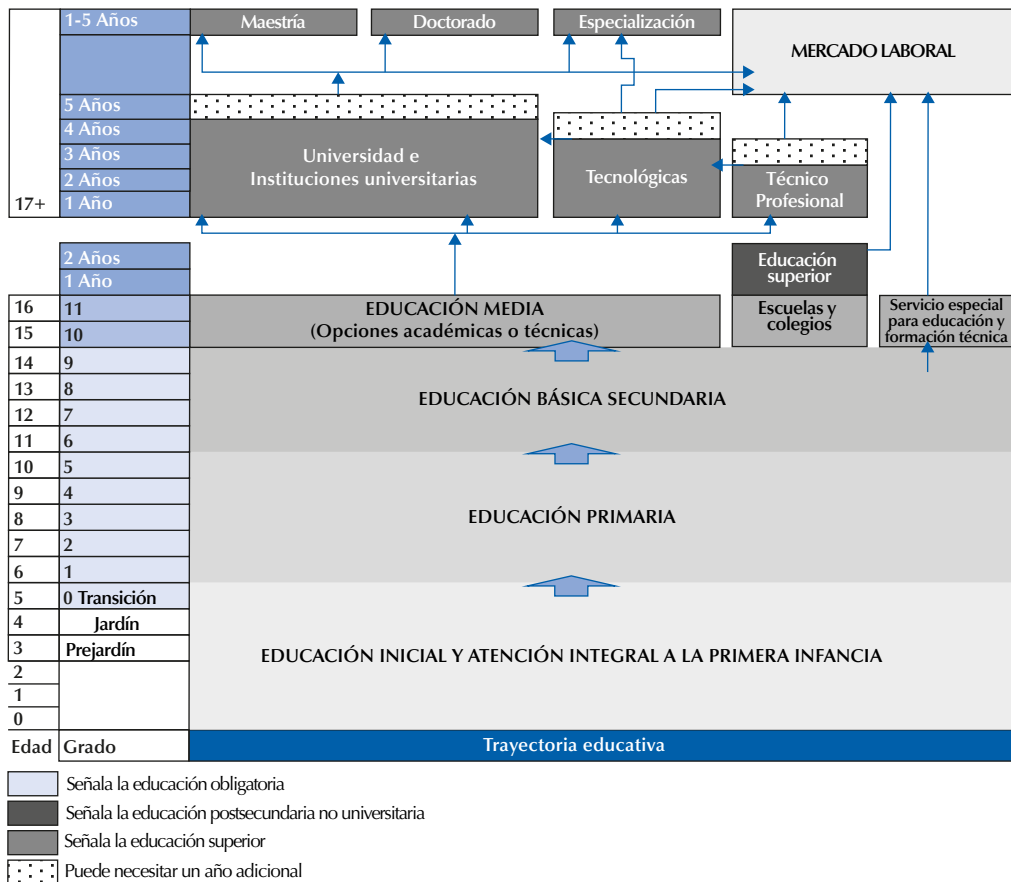 1-5 Años
Maestría
Doctorado
Especialización
MERCADO LABORAL
5 Años
4 Años
3 Años
2 Años
17+
1 Año
Universidad e
Instituciones universitarias
Tecnológicas
Técnico
Profesional
2 Años
1 Año
Educación
superior
16
11
15
10
EDUCACIÓN MEDIA
(Opciones académicas o técnicas)
Escuelas y
colegios
Servicio especial
para educación y
formación técnica
14
9
13
8
12
7
11
6
EDUCACIÓN BÁSICA SECUNDARIA
10
5
9
4
8
3
7
2
6
1
EDUCACIÓN PRIMARIA
5
0 Transición
4
Jardín
3
Prejardín
2
1
0
EDUCACIÓN INICIAL Y ATENCIÓN INTEGRAL A LA PRIMERA INFANCIA
Edad
Grado
Trayectoria educativa
Señala la educación obligatoria
Señala la educación postsecundaria no universitaria
Señala la educación superior
Puede necesitar un año adicional